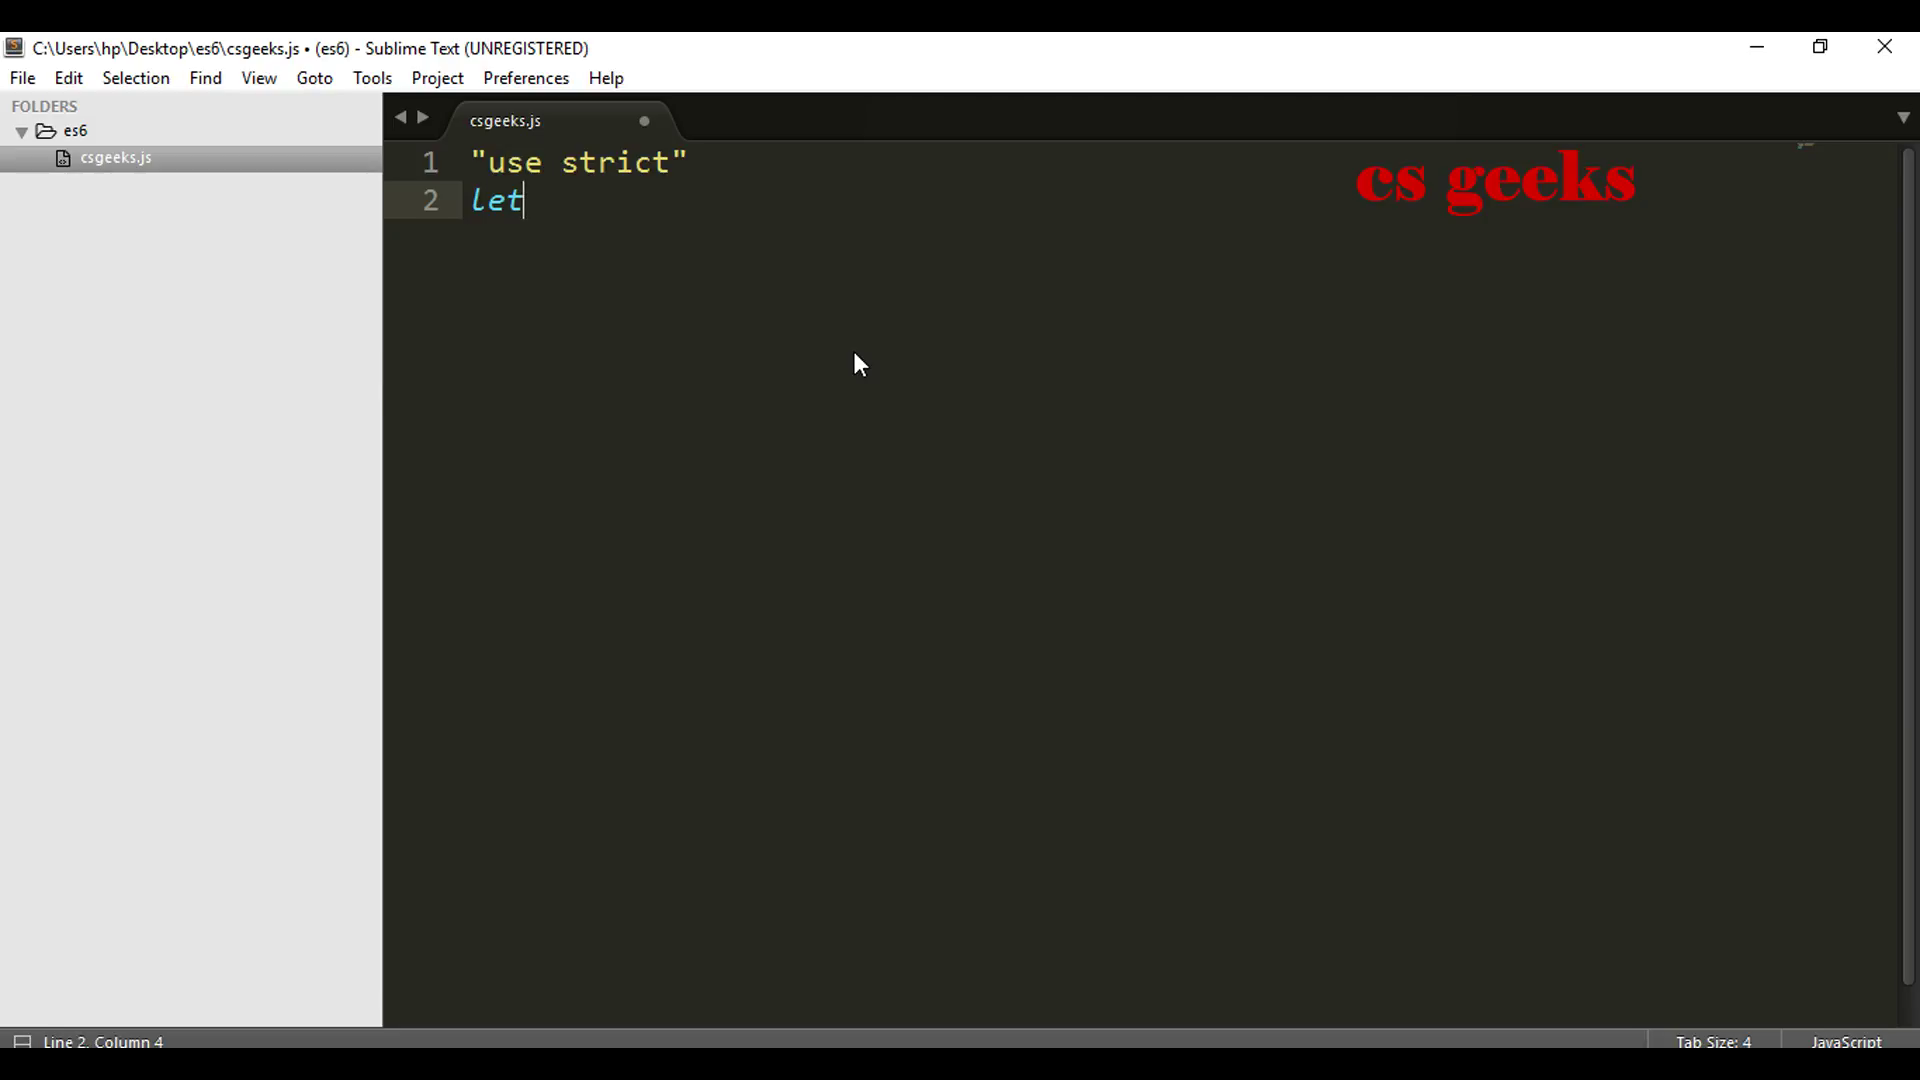 C:\Users\hp\Desktop\es6\csgeeks.js • (es6) - Sublime Text (UNREGISTERED)
File Edit Selection Find View Goto Tools Project Preferences Help
FOLDERS
es6
csgeeks.js
csgeeks.js
1 "use strict"
2 let
cs geeks
Line 2, Column 4
Tab Size: 4
JavaScript